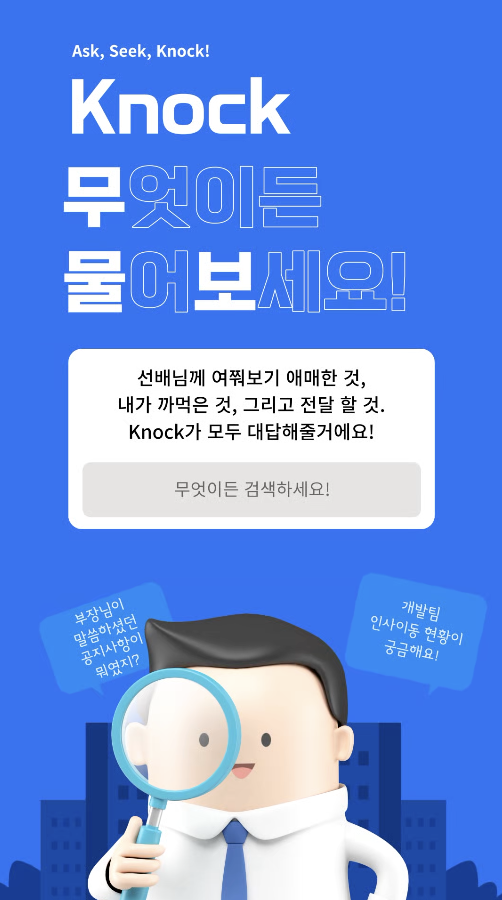 Ask, Seek, Knock!
Knock
무엇이든
물어보세요!
선배님께 여쭤보기 애매한 것,
내가 까먹은 것, 그리고 전달 할 것.
Knock가 모두 대답해줄거에요!
무엇이든 검색하세요!
부장님이
말씀하셨던
공지사항이
뭐였지?
개발팀
인사이동 현황이
궁금해요!